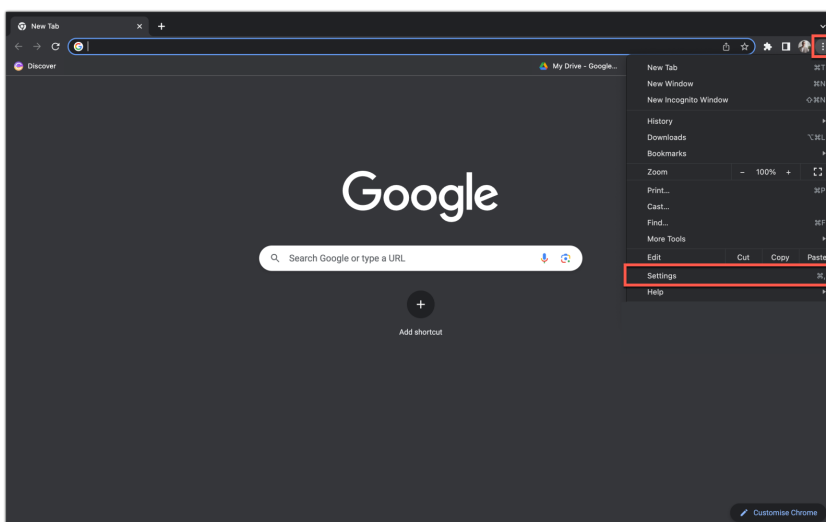 New Tab
Discover
My Drive - Google...
New Tab ⌘T
New Window ⌘N
New Incognito Window ⇧⌘N
History
Downloads ⌥⌘L
Bookmarks
Zoom - 100% +
Print... ⌘P
Cast...
Find... ⌘F
More Tools
Edit Cut Copy Paste
Settings ⌘,
Help
Google
Search Google or type a URL
Add shortcut
Customise Chrome